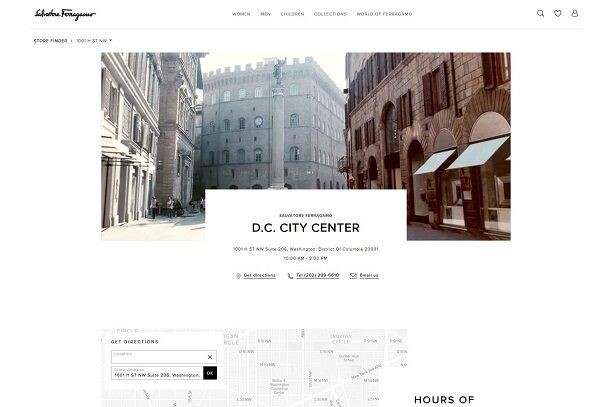 Salvatore Ferragamo
WOMEN MEN CHILDREN COLLECTIONS WORLD OF FERRAGAMO
STORE FINDER / 1001 H ST NW
SALVATORE FERRAGAMO
D.C. CITY CENTER
1001 H ST NW Suite 206, Washington, District Of Columbia 20001
10:00 AM - 8:00 PM
Get directions Tel (202) 289-6610 Email us
GET DIRECTIONS
Location
Store Address
1001 H ST NW Suite 206, Washington,
OK
HOURS OF